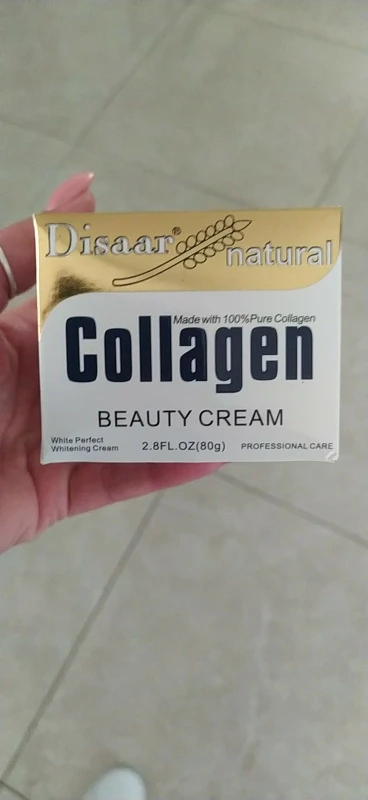 Disaar®
natural
Made with 100%Pure Collagen
Collagen
BEAUTY CREAM
White Perfect
Whitening Cream
2.8FL.OZ(80g)
PROFESSIONAL CARE